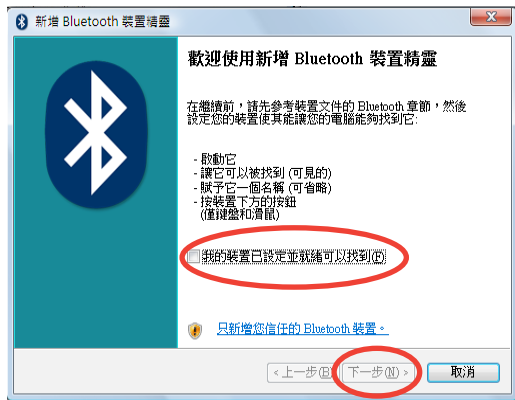 新增 Bluetooth 裝置精靈
歡迎使用新增 Bluetooth 裝置精靈
在繼續前，請先參考裝置文件的 Bluetooth 章節，然後
設定您的裝置使其能讓您的電腦能夠找到它:
- 啟動它
- 讓它可以被找到 (可見的)
- 賦予它一個名稱 (可省略)
- 按裝置下方的按鈕
(僅鍵盤和滑鼠)
我的裝置已設定並就緒可以找到(F)
只新增您信任的 Bluetooth 裝置。
< 上一步(B) 下一步(N) > 取消